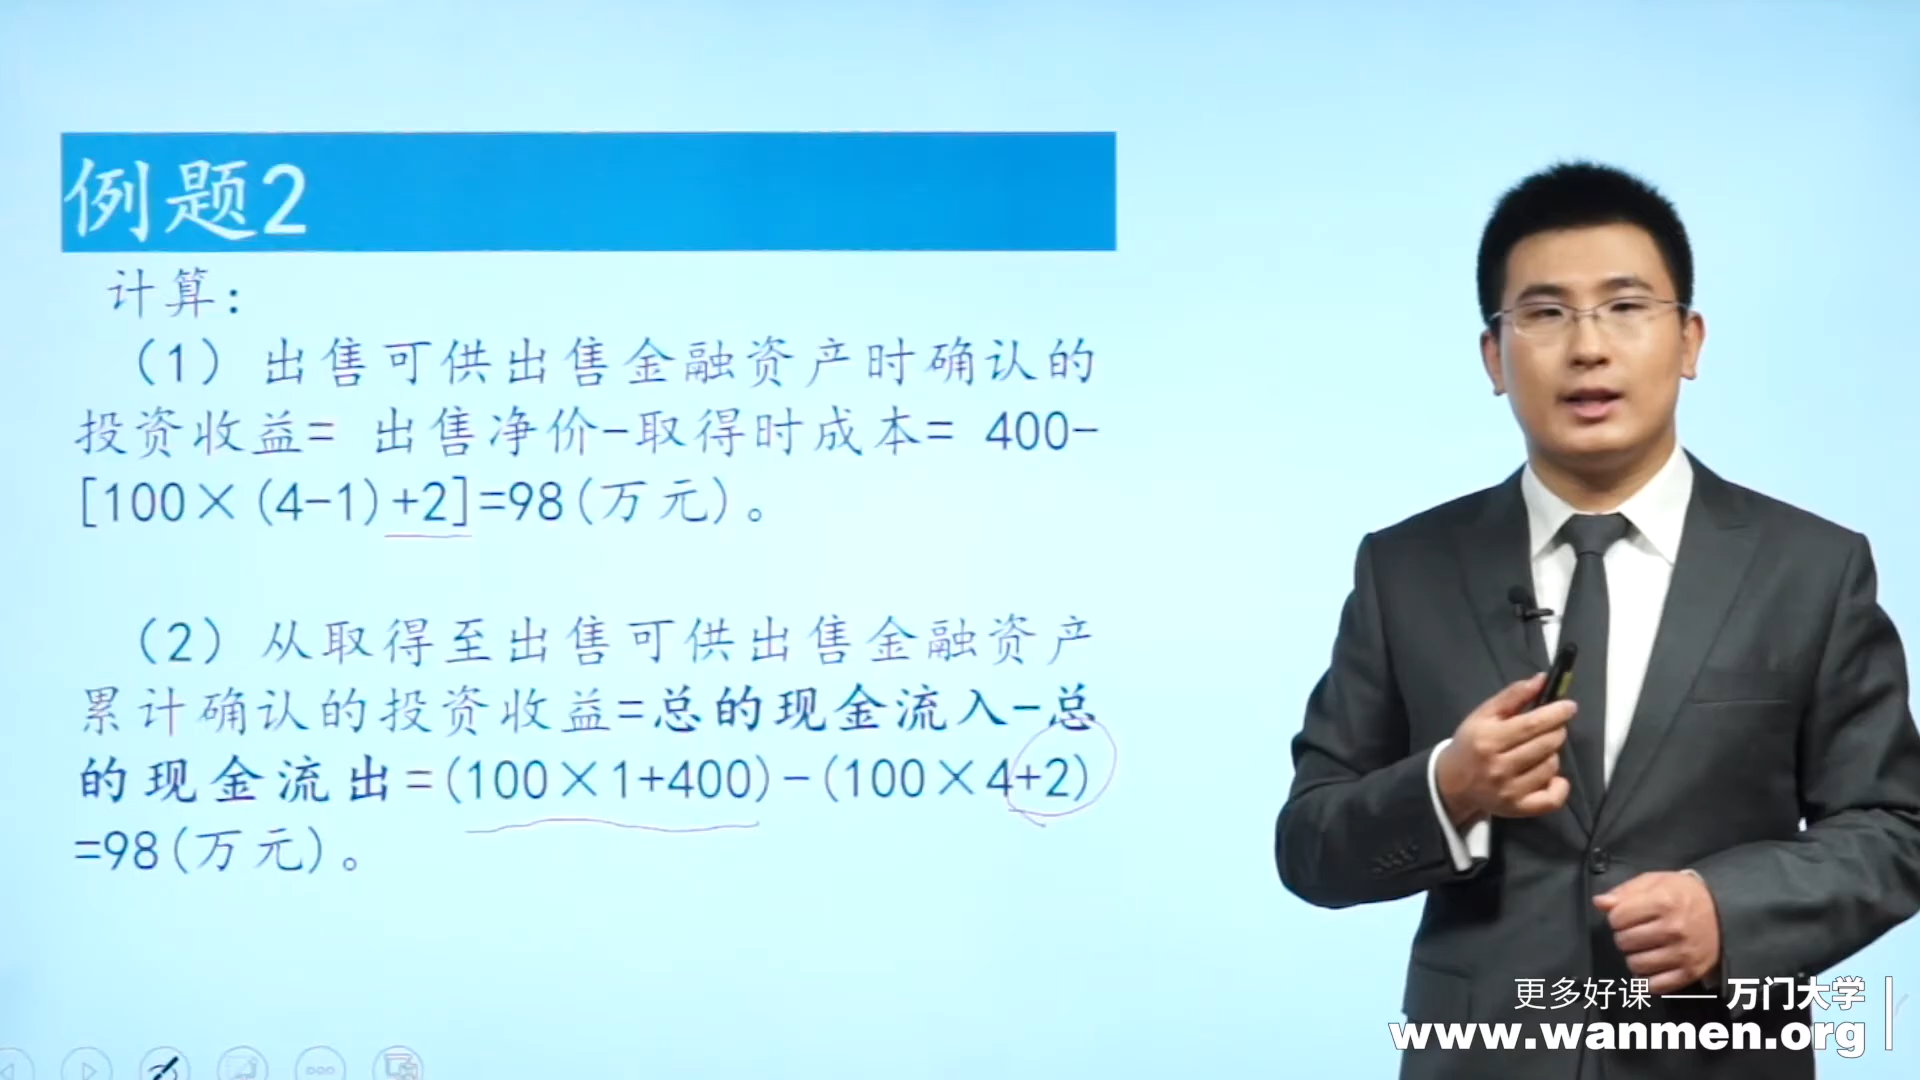 例题2
计算：
（1）出售可供出售金融资产时确认的
投资收益= 出售净价-取得时成本= 400-
[100×(4-1)+2]=98(万元)。
（2）从取得至出售可供出售金融资产
累计确认的投资收益=总的现金流入-总
的现金流出=(100×1+400)-(100×4+2)
=98(万元)。
更多好课 —— 万门大学
www.wanmen.org